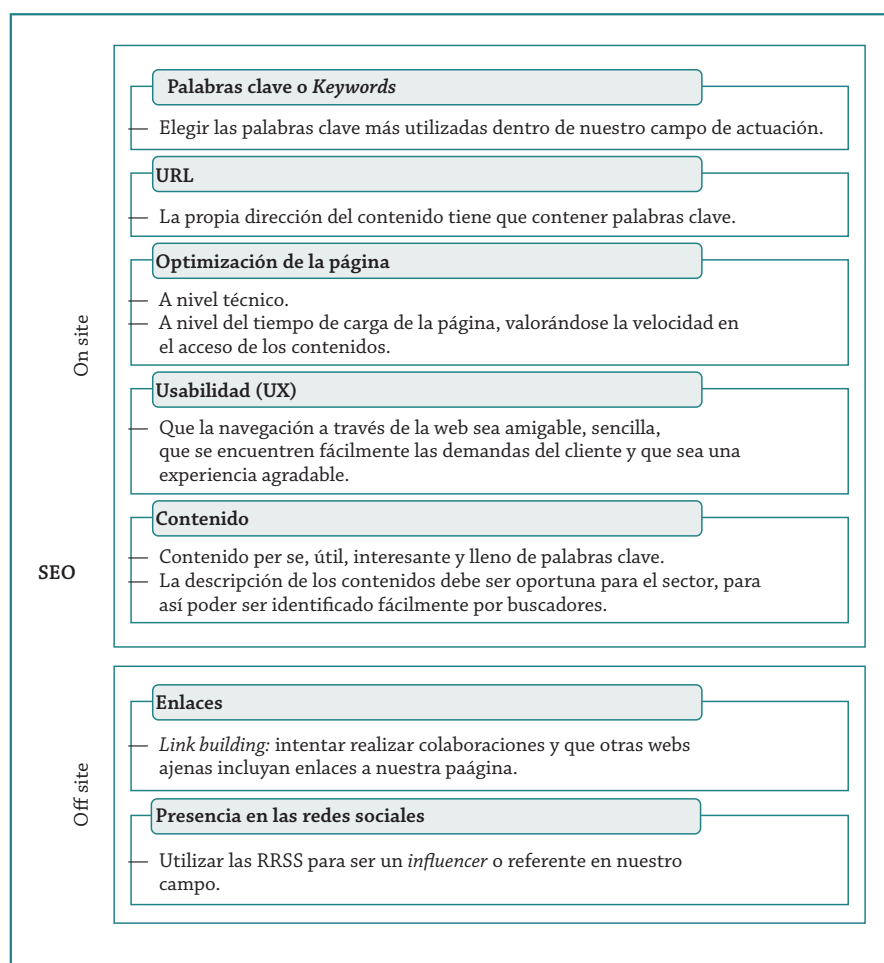 Palabras clave o Keywords
— Elegir las palabras clave más utilizadas dentro de nuestro campo de actuación.
URL
— La propia dirección del contenido tiene que contener palabras clave.
Optimización de la página
— A nivel técnico.
— A nivel del tiempo de carga de la página, valorándose la velocidad en
el acceso de los contenidos.
On site
Usabilidad (UX)
— Que la navegación a través de la web sea amigable, sencilla,
que se encuentren fácilmente las demandas del cliente y que sea una
experiencia agradable.
Contenido
— Contenido per se, útil, interesante y lleno de palabras clave.
SEO
— La descripción de los contenidos debe ser oportuna para el sector, para
así poder ser identificado fácilmente por buscadores.
Enlaces
— Link building: intentar realizar colaboraciones y que otras webs
ajenas incluyan enlaces a nuestra paágina.
Off site
Presencia en las redes sociales
— Utilizar las RRSS para ser un influencer o referente en nuestro
campo.